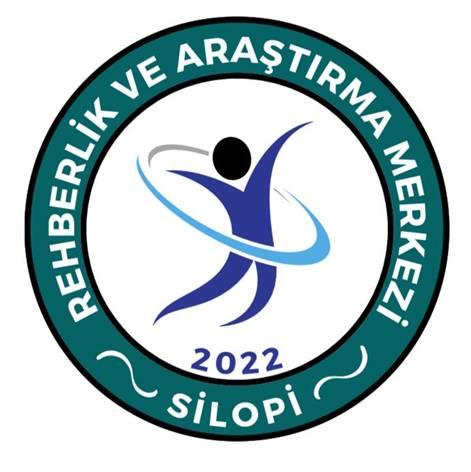 REHBERLİK VE ARAŞTIRMA MERKEZİ
2022
SİLOPİ